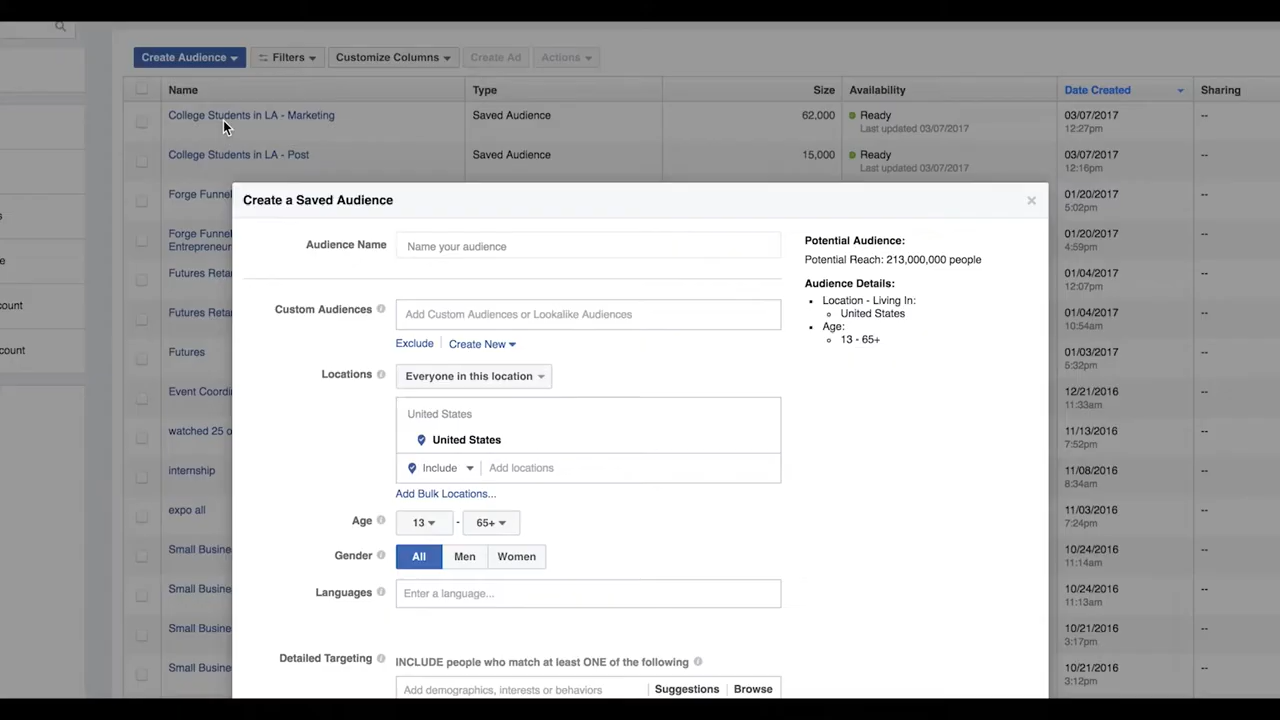 Create Audience Filters Customize Columns Create Ad Actions
Name Type Size Availability Date Created Sharing
College Students in LA - Marketing Saved Audience 62,000 Ready 03/07/2017 --
Last updated 03/07/2017 12:27pm
College Students in LA - Post Saved Audience 15,000 Ready 03/07/2017 --
Last updated 03/07/2017 12:16pm
Forge Funnel 01/20/2017 --
5:02pm
Forge Funnel 01/20/2017 --
Entrepreneur 4:59pm
Futures Retar 01/04/2017 --
12:07pm
Futures Retar 01/04/2017 --
10:54am
Futures 01/03/2017 --
5:32pm
Event Coordi 12/21/2016 --
11:33am
watched 25 o 11/13/2016 --
7:52pm
internship 11/08/2016 --
8:34am
expo all 11/03/2016 --
7:24pm
Small Busine 10/24/2016 --
11:14am
Small Busine 10/24/2016 --
11:13am
Small Busine 10/21/2016 --
3:17pm
Small Busine 10/21/2016 --
3:12pm
s
e
count
count
Create a Saved Audience ×
Audience Name Name your audience
Custom Audiences Add Custom Audiences or Lookalike Audiences
Exclude Create New
Locations Everyone in this location
United States
United States
Include Add locations
Add Bulk Locations...
Age 13 - 65+
Gender All Men Women
Languages Enter a language...
Detailed Targeting INCLUDE people who match at least ONE of the following
Add demographics, interests or behaviors Suggestions Browse
Potential Audience:
Potential Reach: 213,000,000 people
Audience Details:
Location - Living In:
United States
Age:
13 - 65+